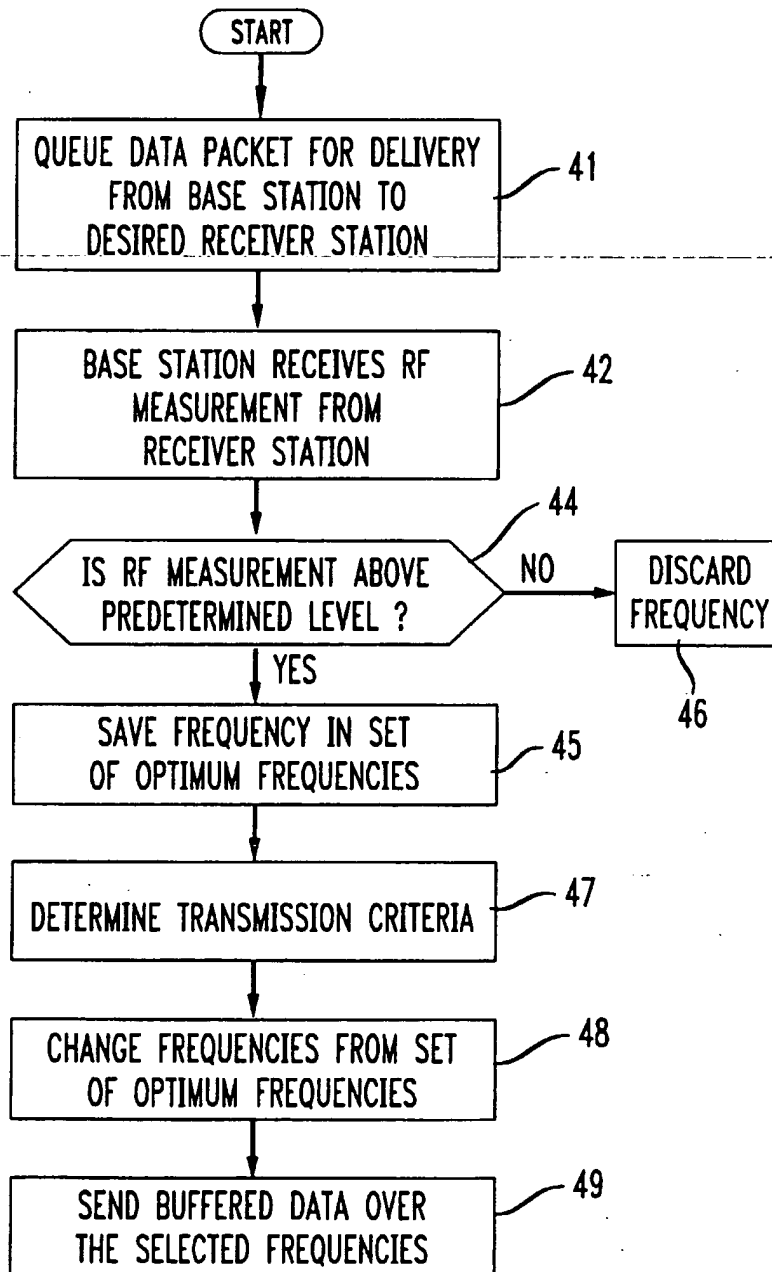 START
QUEUE DATA PACKET FOR DELIVERY
FROM BASE STATION TO
DESIRED RECEIVER STATION
41
BASE STATION RECEIVES RF
MEASUREMENT FROM
RECEIVER STATION
42
44
IS RF MEASUREMENT ABOVE
PREDETERMINED LEVEL ?
NO
DISCARD
FREQUENCY
46
YES
SAVE FREQUENCY IN SET
OF OPTIMUM FREQUENCIES
45
DETERMINE TRANSMISSION CRITERIA
47
CHANGE FREQUENCIES FROM SET
OF OPTIMUM FREQUENCIES
48
SEND BUFFERED DATA OVER
THE SELECTED FREQUENCIES
49